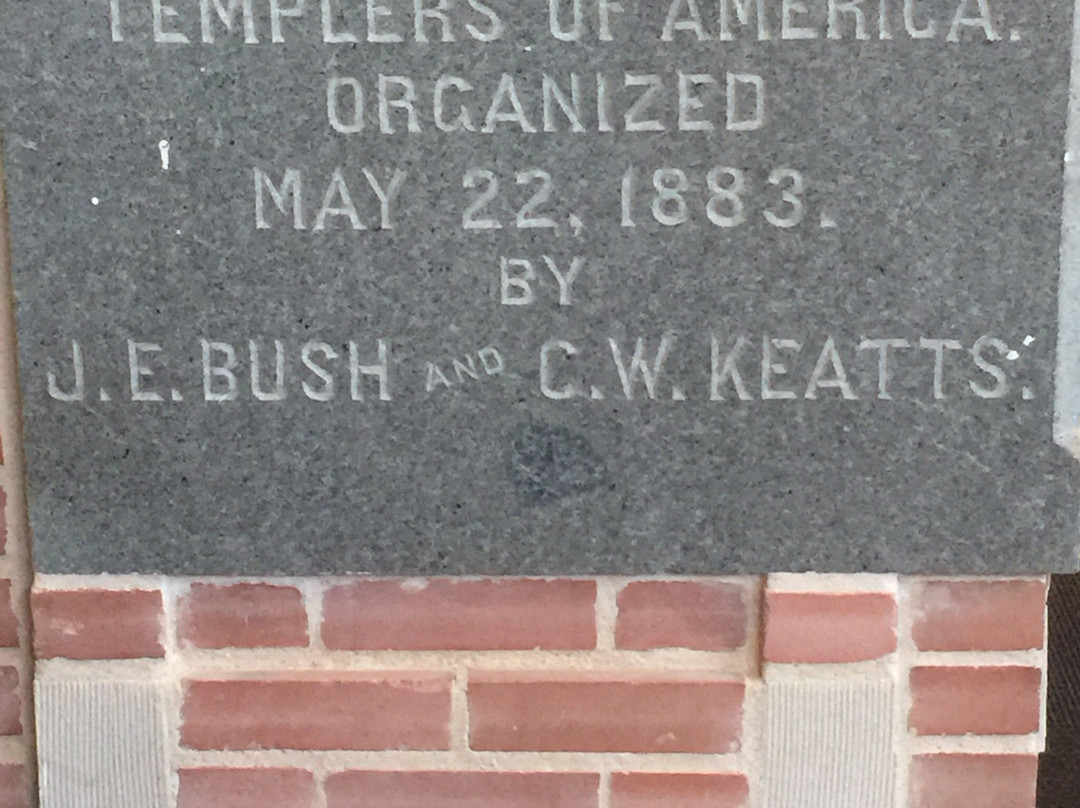 TEMPLERS OF AMERICA.
ORGANIZED
MAY 22, 1883.
BY
J. E. BUSH AND C. W. KEATTS.